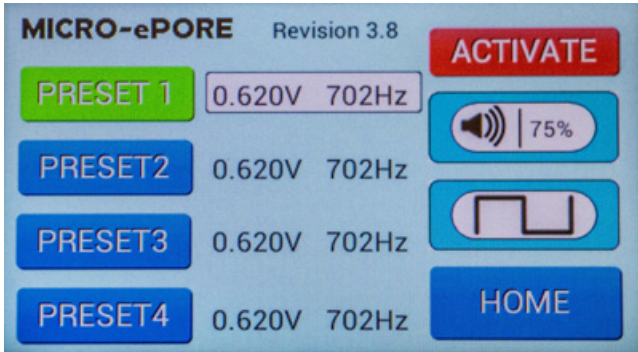 MICRO-ePORE Revision 3.8
ACTIVATE
PRESET 1 0.620V 702Hz
75%
PRESET2 0.620V 702Hz
PRESET3 0.620V 702Hz
PRESET4 0.620V 702Hz
HOME